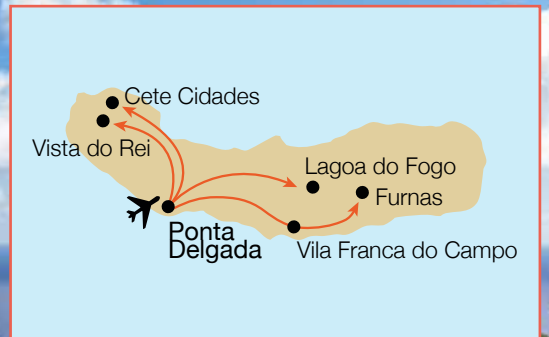 Cete Cidades
Vista do Rei
Lagoa do Fogo
Furnas
Ponta
Delgada
Vila Franca do Campo